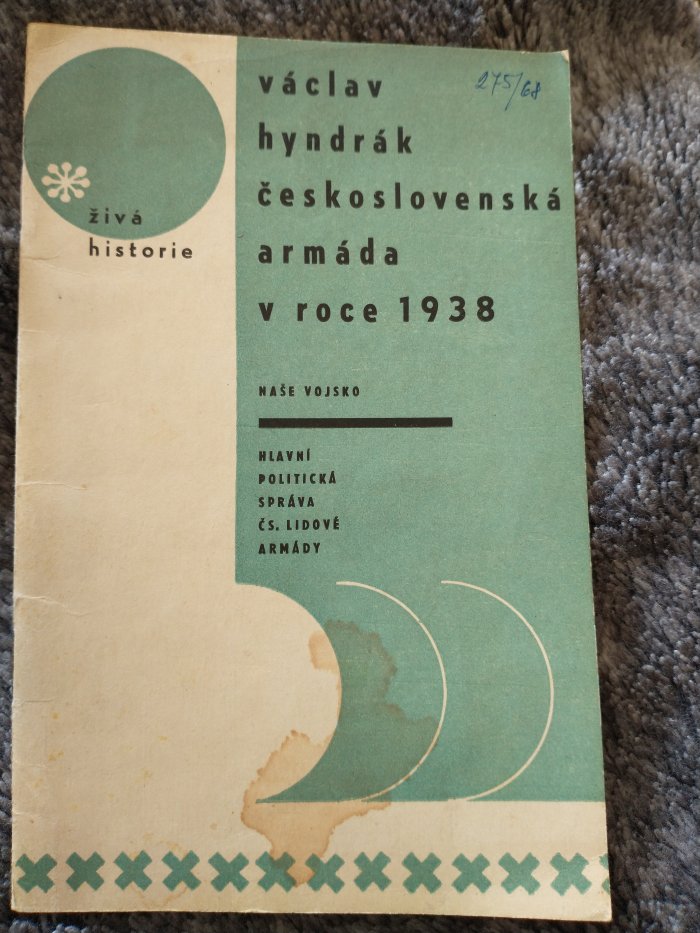 275/68
václav
hyndrák
československá
armáda
v roce 1938
živá
historie
NAŠE VOJSKO
HLAVNÍ
POLITICKÁ
SPRÁVA
ČS. LIDOVÉ
ARMÁDY